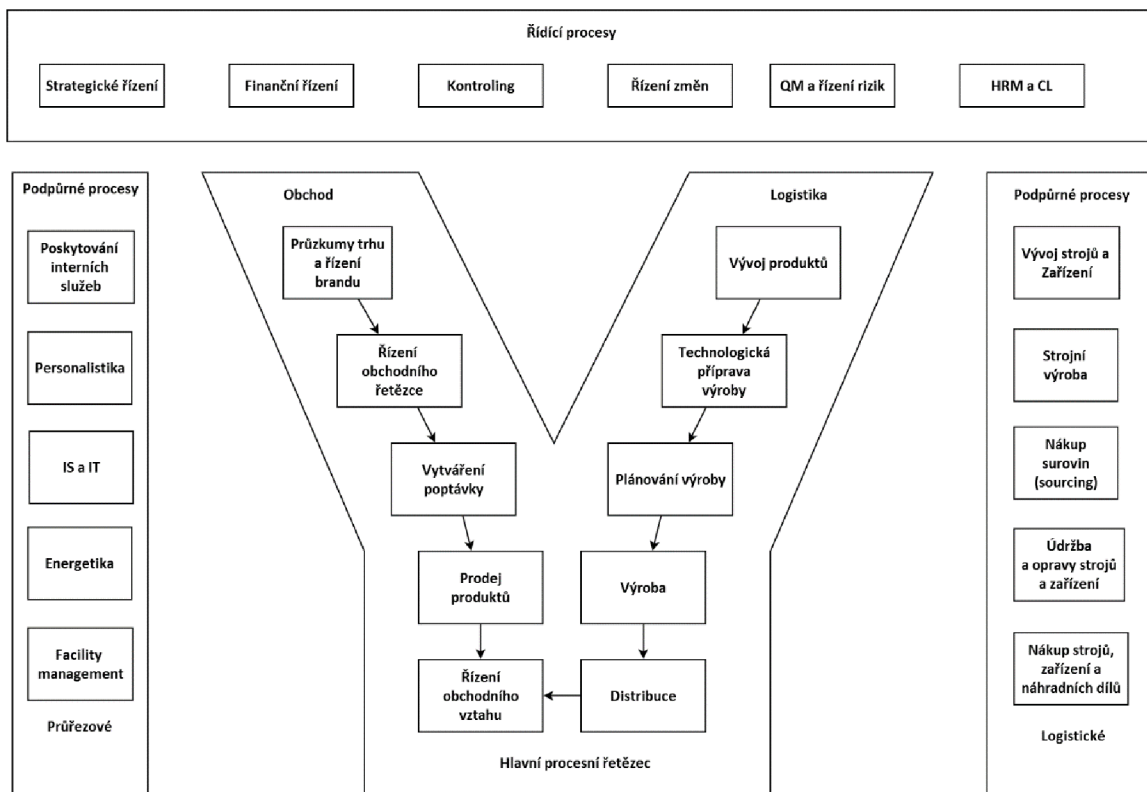 Řídící procesy
Strategické řízení
Finanční řízení
Kontroling
Řízení změn
QM a řízení rizik
HRM a CL
Podpůrné procesy
Poskytování
interních
služeb
Personalistika
IS a IT
Energetika
Facility
management
Průřezové
Obchod
Průzkumy trhu
a řízení
brandu
Řízení
obchodního
řetězce
Vytváření
poptávky
Prodej
produktů
Řízení
obchodního
vztahu
Logistika
Vývoj produktů
Technologická
příprava
výroby
Plánování výroby
Výroba
Distribuce
Hlavní procesní řetězec
Podpůrné procesy
Vývoj strojů a
Zařízení
Strojní
výroba
Nákup
surovin
(sourcing)
Údržba
a opravy strojů
a zařízení
Nákup strojů,
zařízení a
náhradních dílů
Logistické